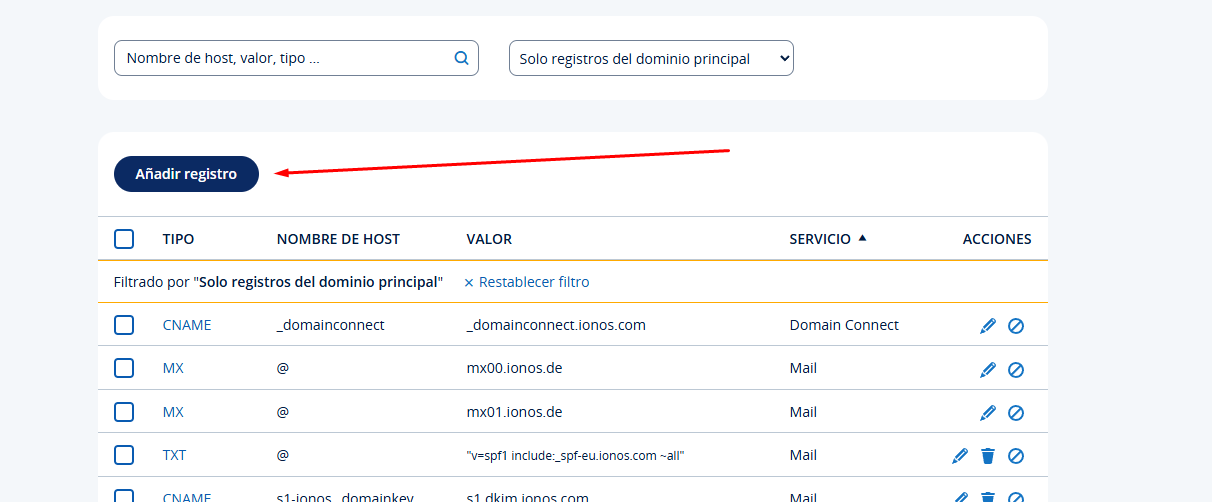 Nombre de host, valor, tipo ...
Solo registros del dominio principal
Añadir registro
TIPO NOMBRE DE HOST VALOR SERVICIO ACCIONES
Filtrado por "Solo registros del dominio principal" × Restablecer filtro
CNAME _domainconnect _domainconnect.ionos.com Domain Connect
MX @ mx00.ionos.de Mail
MX @ mx01.ionos.de Mail
TXT @ "v=spf1 include:_spf-eu.ionos.com ~all" Mail
CNAME s1-ionos._domainkey s1.dkim.ionos.com Mail